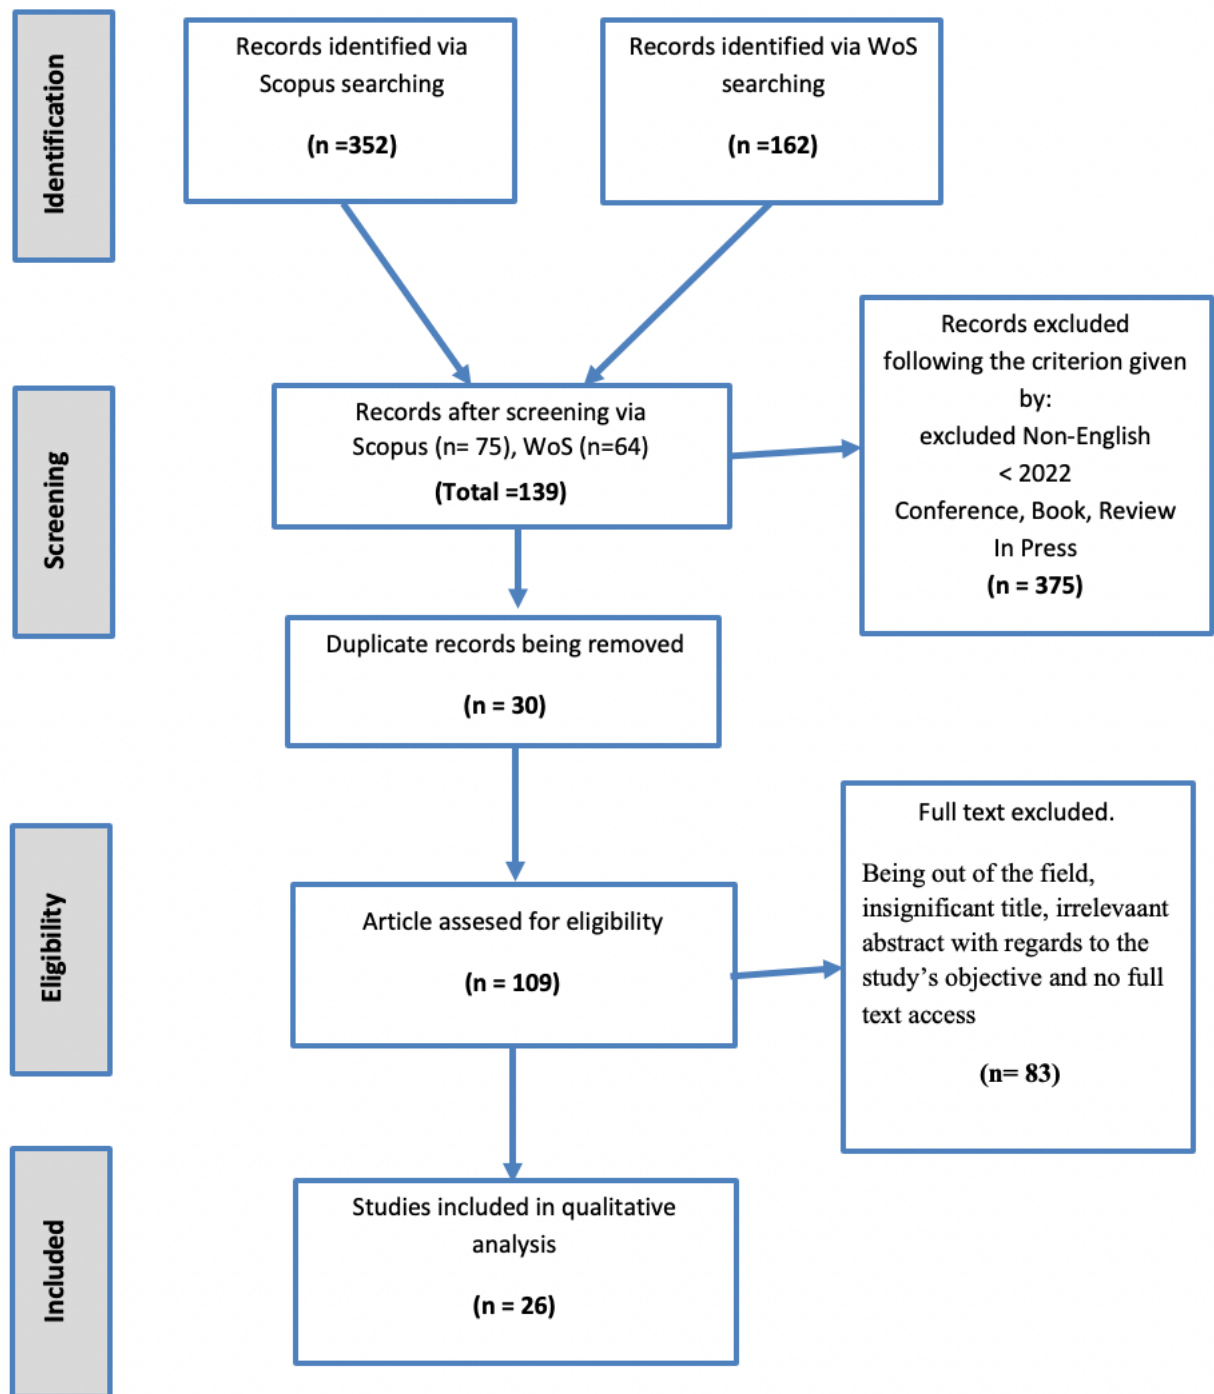 Identification
Records identified via
Scopus searching
(n =352)
Records identified via WoS
searching
(n =162)
Records excluded
following the criterion given
by:
excluded Non-English
< 2022
Conference, Book, Review
In Press
(n = 375)
Screening
Records after screening via
Scopus (n= 75), WoS (n=64)
(Total =139)
Duplicate records being removed
(n = 30)
Eligibility
Article assesed for eligibility
(n = 109)
Full text excluded.
Being out of the field,
insignificant title, irrelevaant
abstract with regards to the
study’s objective and no full
text access
(n= 83)
Included
Studies included in qualitative
analysis
(n = 26)